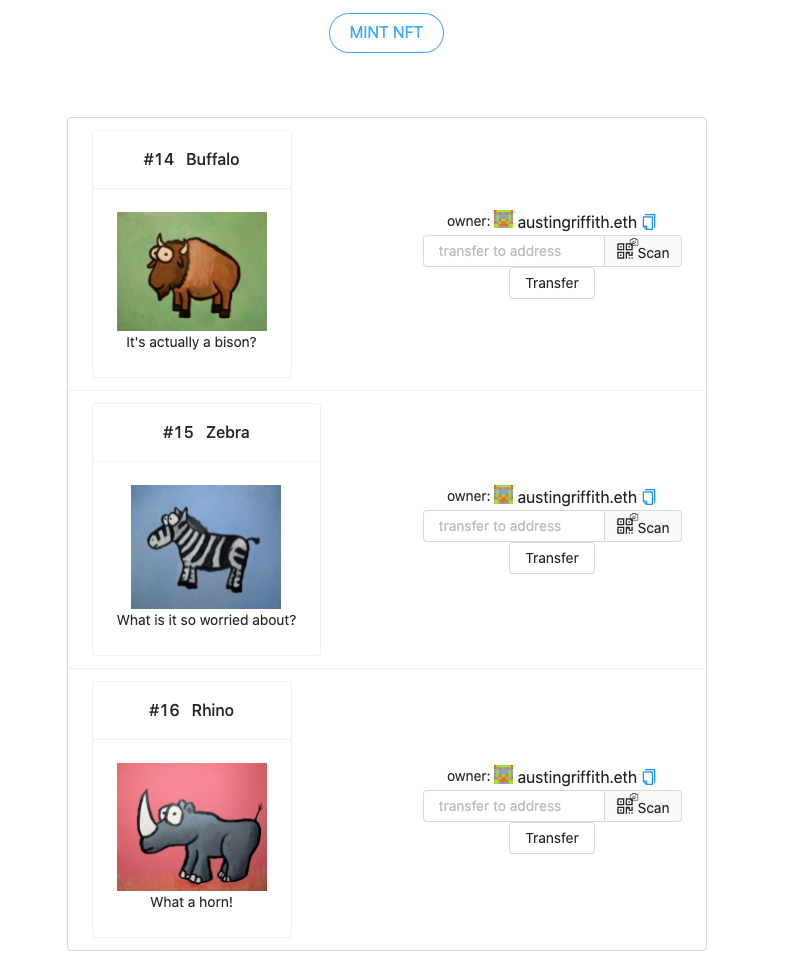 MINT NFT
#14 Buffalo
It's actually a bison?
owner: austingriffith.eth
transfer to address Scan
Transfer
#15 Zebra
What is it so worried about?
owner: austingriffith.eth
transfer to address Scan
Transfer
#16 Rhino
What a horn!
owner: austingriffith.eth
transfer to address Scan
Transfer